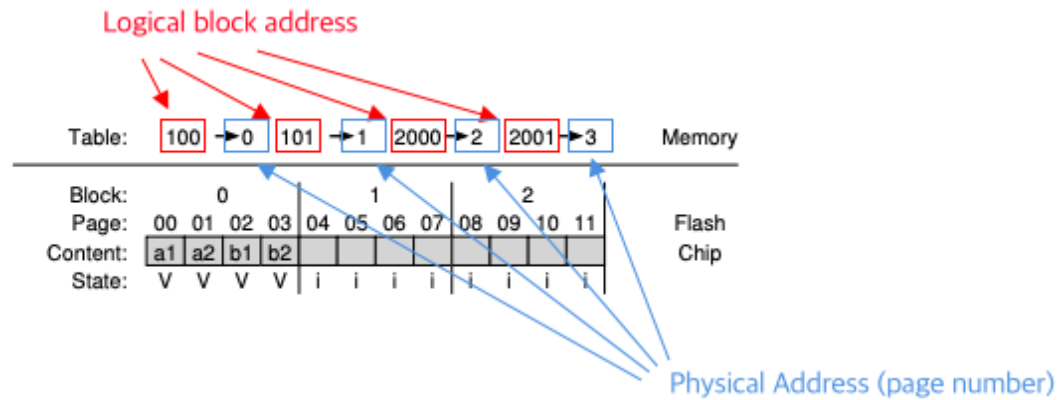 Logical block address
Table: 100 → 0 101 → 1 2000 → 2 2001 → 3 Memory
Block: 0 1 2
Page: 00 01 02 03 04 05 06 07 08 09 10 11 Flash
Content: a1 a2 b1 b2 Chip
State: V V V V i i i i i i i i
Physical Address (page number)